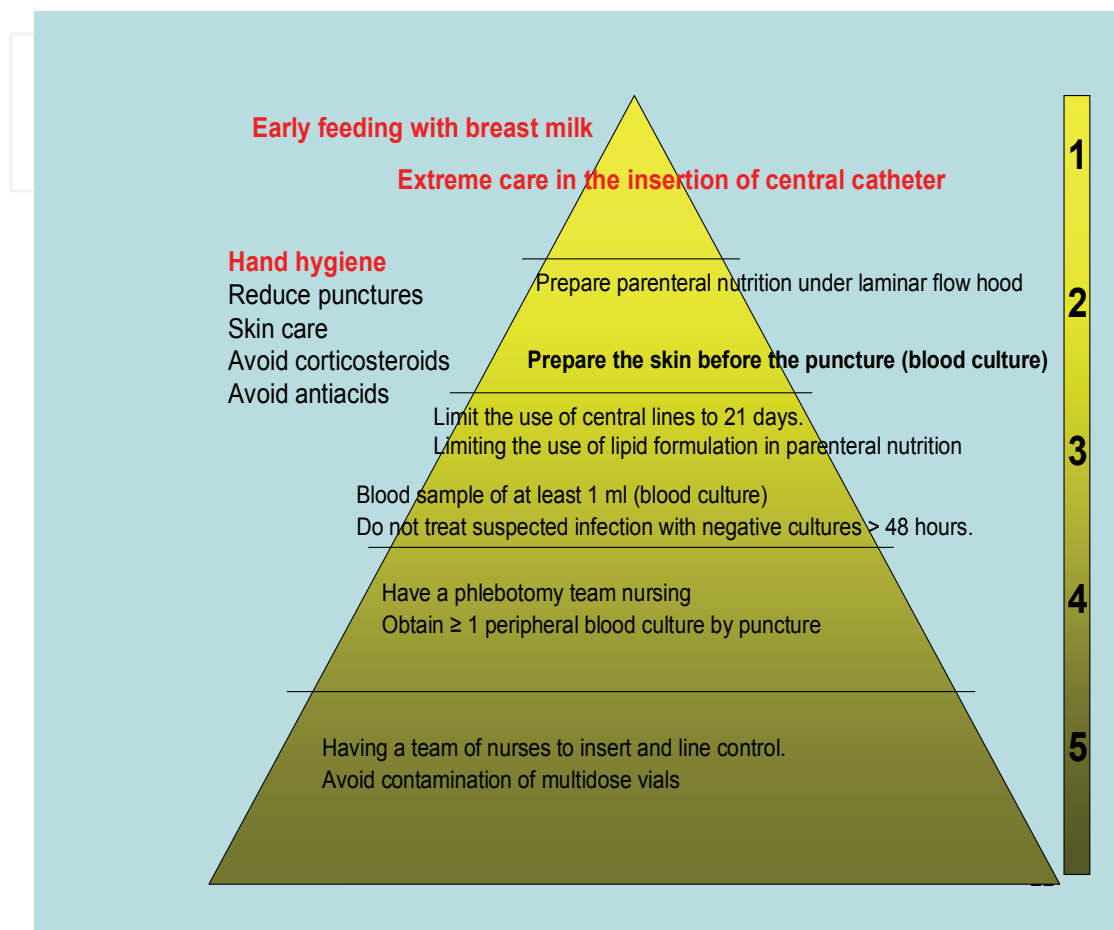 Early feeding with breast milk
Extreme care in the insertion of central catheter
1
Hand hygiene
Reduce punctures
Skin care
Avoid corticosteroids
Avoid antiacids
Prepare parenteral nutrition under laminar flow hood
2
Prepare the skin before the puncture (blood culture)
Limit the use of central lines to 21 days.
Limiting the use of lipid formulation in parenteral nutrition
3
Blood sample of at least 1 ml (blood culture)
Do not treat suspected infection with negative cultures > 48 hours.
Have a phlebotomy team nursing
4
Obtain ≥ 1 peripheral blood culture by puncture
Having a team of nurses to insert and line control.
5
Avoid contamination of multidose vials